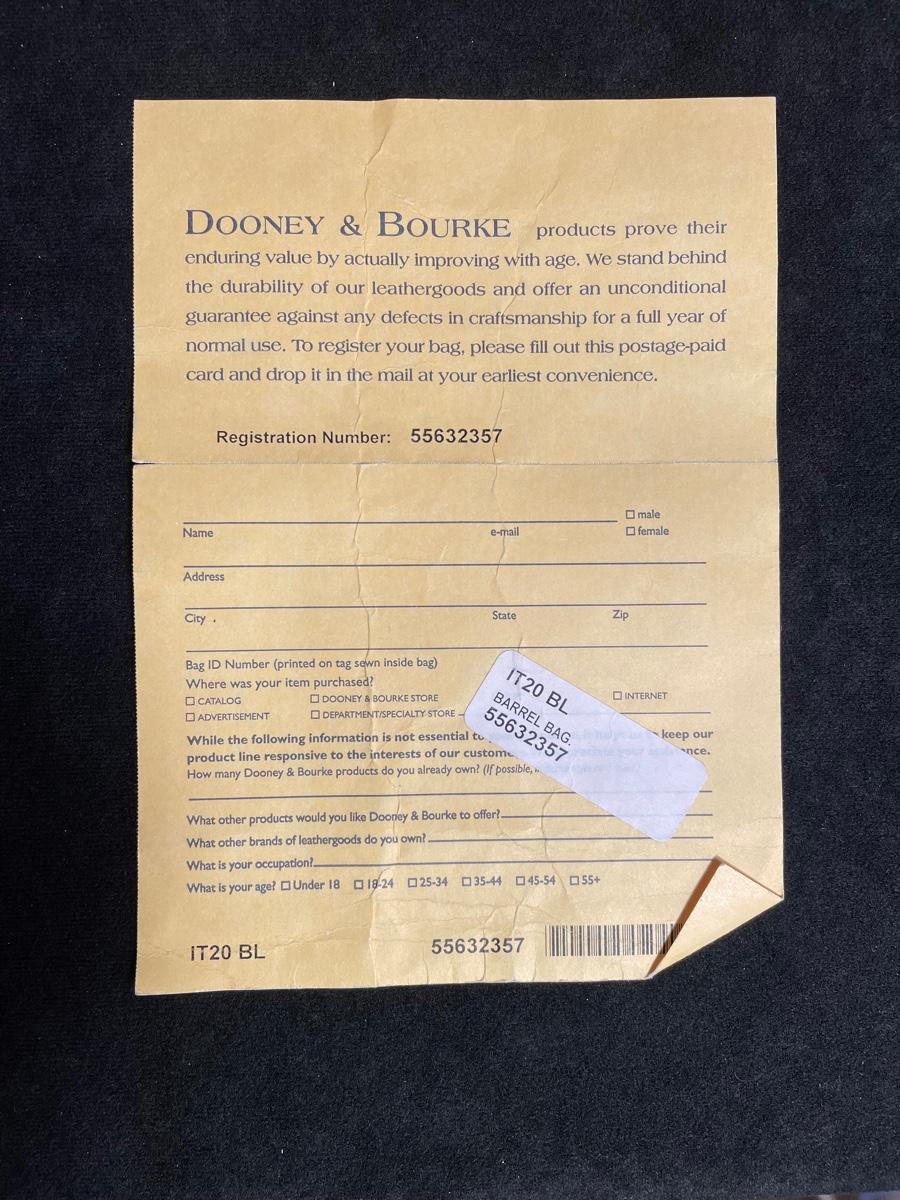 DOONEY & BOURKE products prove their
enduring value by actually improving with age. We stand behind
the durability of our leathergoods and offer an unconditional
guarantee against any defects in craftsmanship for a full year of
normal use. To register your bag, please fill out this postage-paid
card and drop it in the mail at your earliest convenience.
Registration Number: 55632357
male
Name e-mail female
Address
City . State Zip
Bag ID Number (printed on tag sewn inside bag)
Where was your item purchased?
CATALOG DOONEY & BOURKE STORE INTERNET
ADVERTISEMENT DEPARTMENT/SPECIALTY STORE
IT20 BL
BARREL BAG.
55632357
While the following information is not essential to keep our
product line responsive to the interests of our
How many Dooney & Bourke products do you already own? (If possible,
What other products would you like Dooney & Bourke to offer?
What other brands of leathergoods do you own?
What is your occupation?
What is your age? Under 18 18-24 25-34 35-44 45-54 55+
IT20 BL 55632357